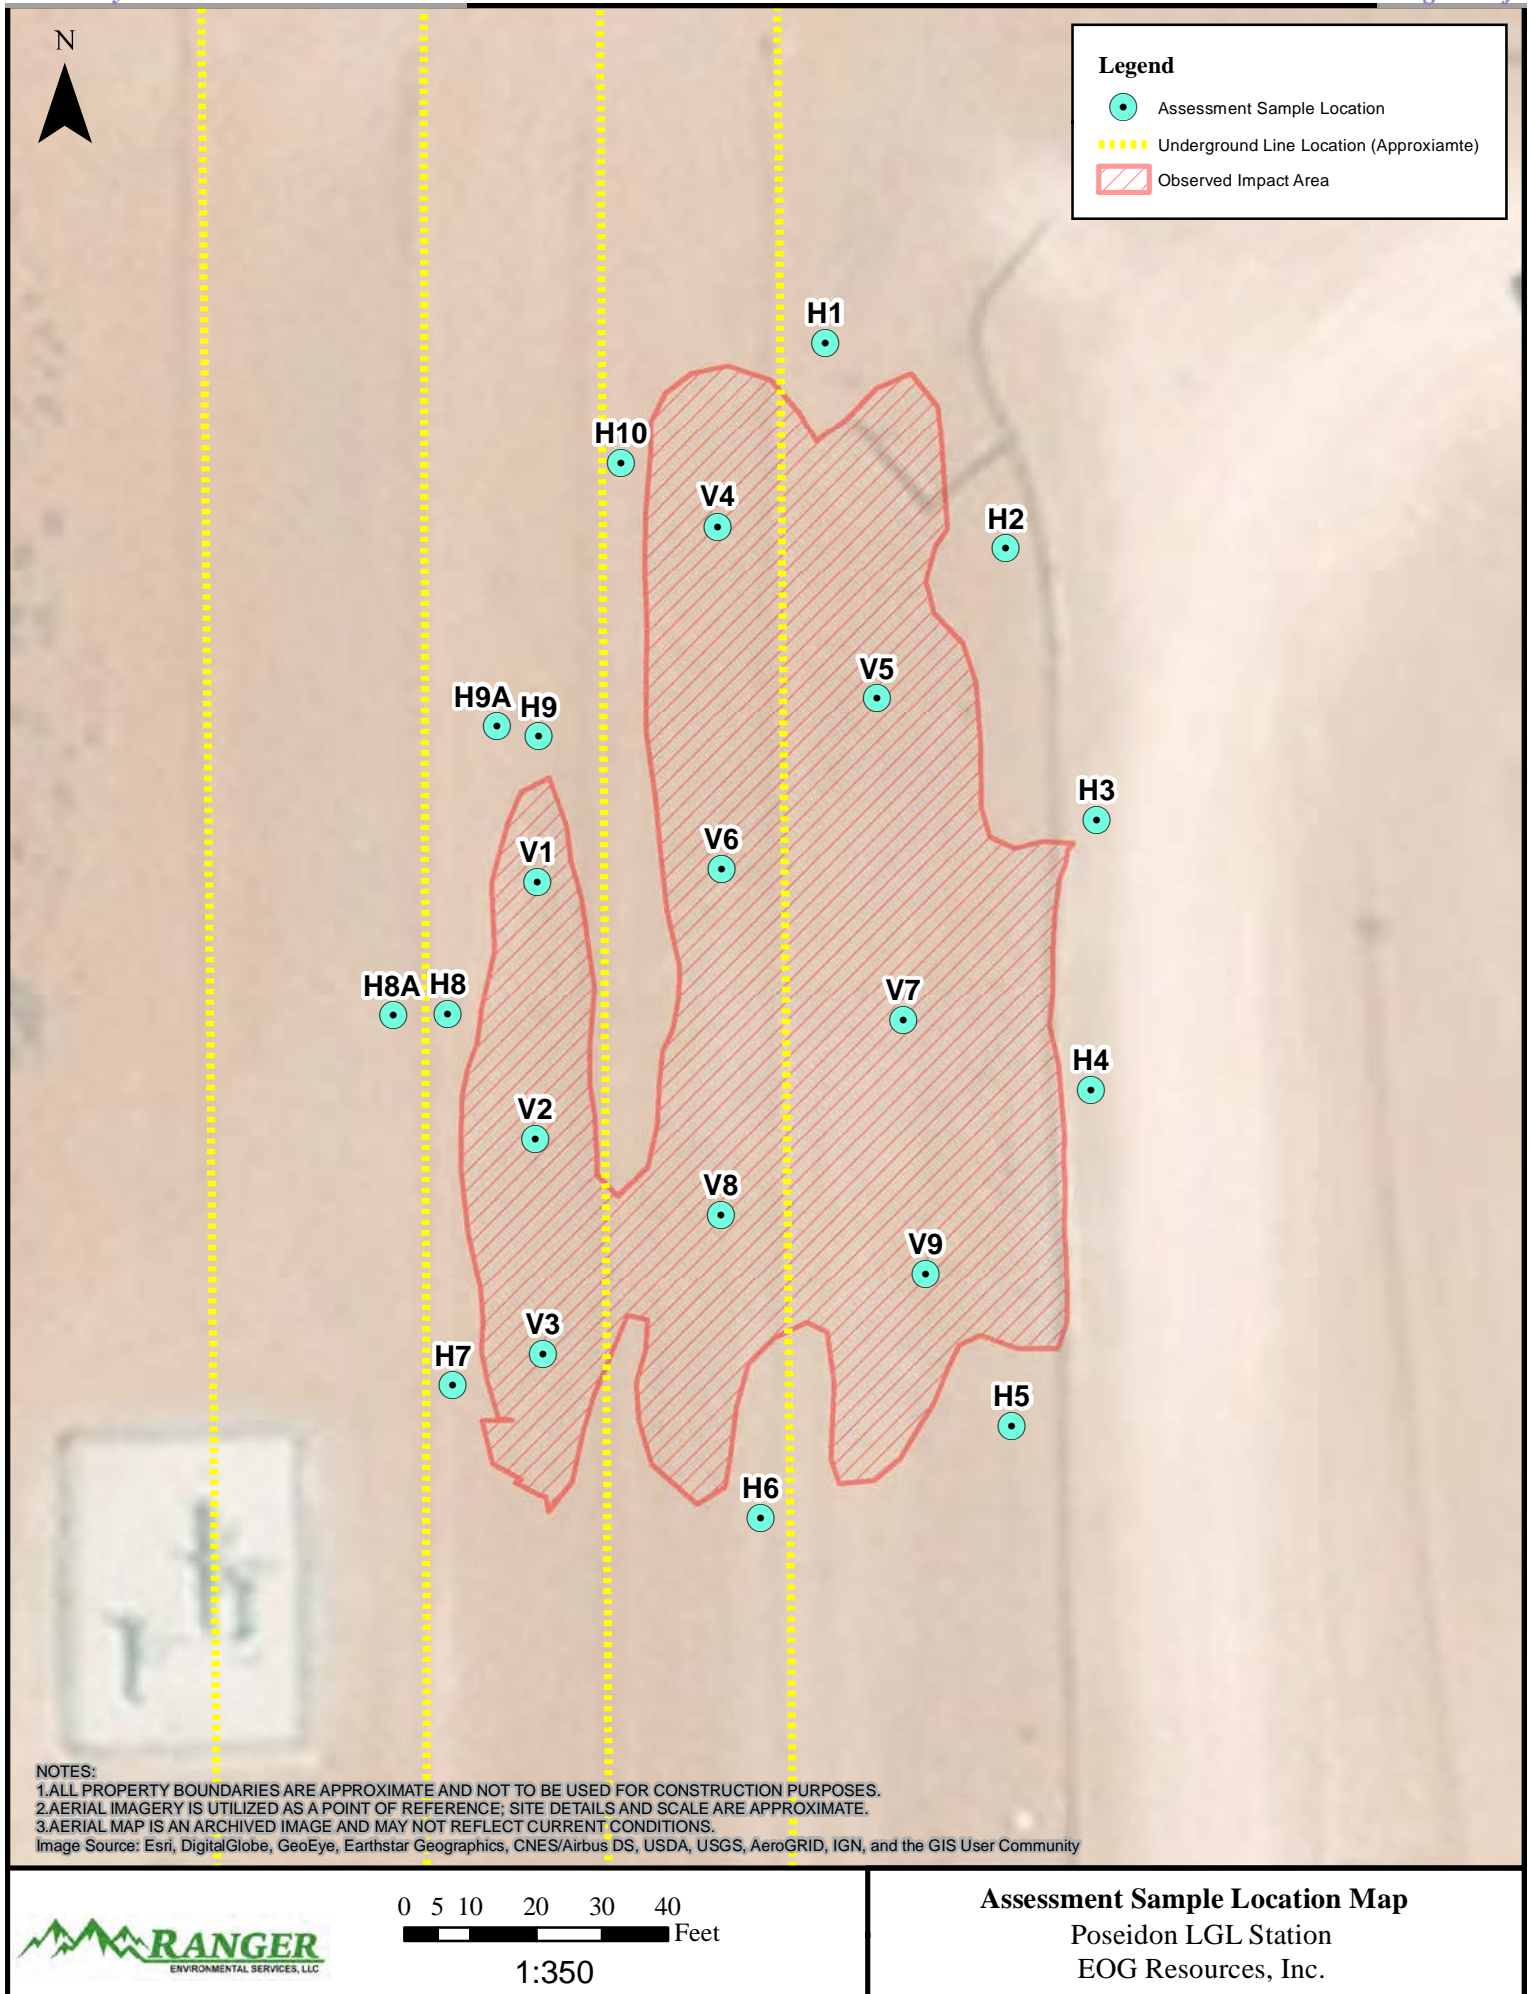 N
Legend
Assessment Sample Location
Underground Line Location (Approxiamte)
Observed Impact Area
H1
H10
V4
H2
V5
H9A H9
H3
V6
V1
H8A H8
V7
H4
V2
V8
V9
V3
H7
H5
H6
NOTES:
1.ALL PROPERTY BOUNDARIES ARE APPROXIMATE AND NOT TO BE USED FOR CONSTRUCTION PURPOSES.
2.AERIAL IMAGERY IS UTILIZED AS A POINT OF REFERENCE; SITE DETAILS AND SCALE ARE APPROXIMATE.
3.AERIAL MAP IS AN ARCHIVED IMAGE AND MAY NOT REFLECT CURRENT CONDITIONS.
Image Source: Esri, DigitalGlobe, GeoEye, Earthstar Geographics, CNES/Airbus DS, USDA, USGS, AeroGRID, IGN, and the GIS User Community
RANGER
ENVIRONMENTAL SERVICES, LLC
0 5 10 20 30 40
Feet
1:350
Assessment Sample Location Map
Poseidon LGL Station
EOG Resources, Inc.